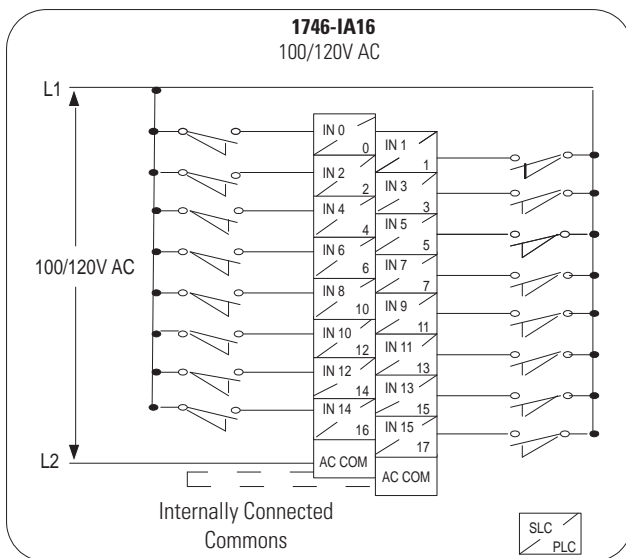 1746-IA16
100/120V AC
L1
IN 0
0
IN 1
1
IN 2
2
IN 3
3
IN 4
4
IN 5
5
IN 6
6
IN 7
7
100/120V AC
IN 8
10
IN 9
11
IN 10
12
IN 11
13
IN 12
14
IN 13
15
IN 14
16
IN 15
17
L2
AC COM
AC COM
Internally Connected
Commons
SLC
PLC